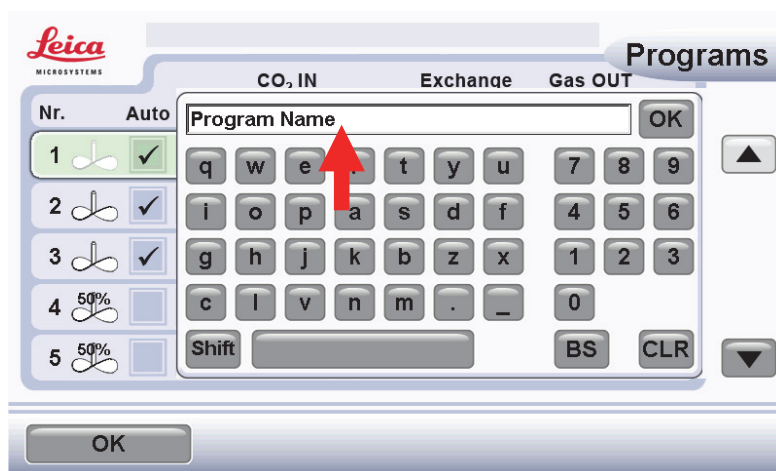 Leica
MICROSYSTEMS
Programs
CO₂ IN Exchange Gas OUT
Nr. Auto
Program Name OK
1
q w e t y u 7 8 9
2
i o p a s d f 4 5 6
3
g h j k b z x 1 2 3
4 50%
c l v n m . _ 0
5 50%
Shift BS CLR
OK